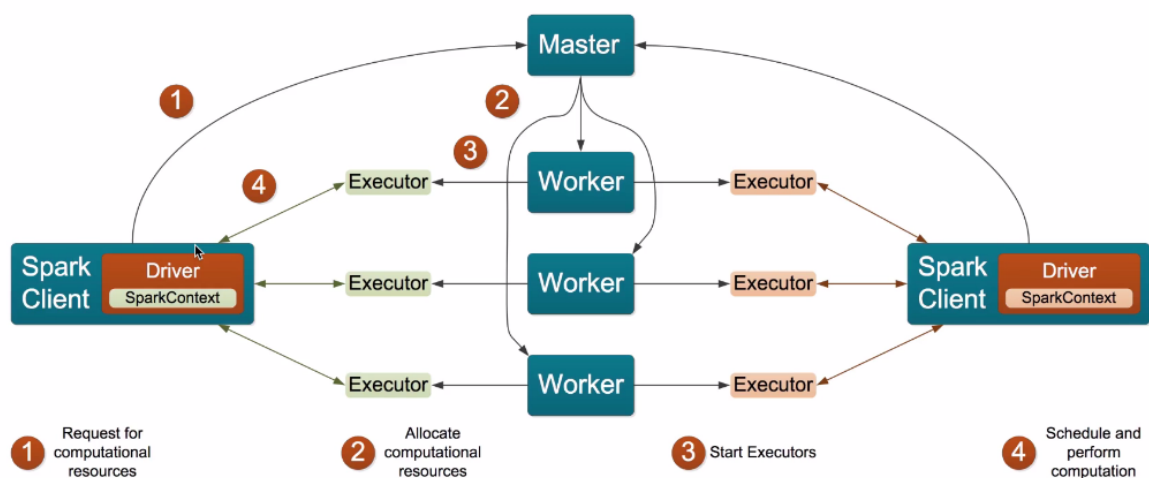 Master
1
2
3
4
Executor
Worker
Executor
Spark
Client
Driver
SparkContext
Executor
Worker
Executor
Spark
Client
Driver
SparkContext
Executor
Worker
Executor
1
Request for
computational
resources
2
Allocate
computational
resources
3
Start Executors
4
Schedule and
perform
computation